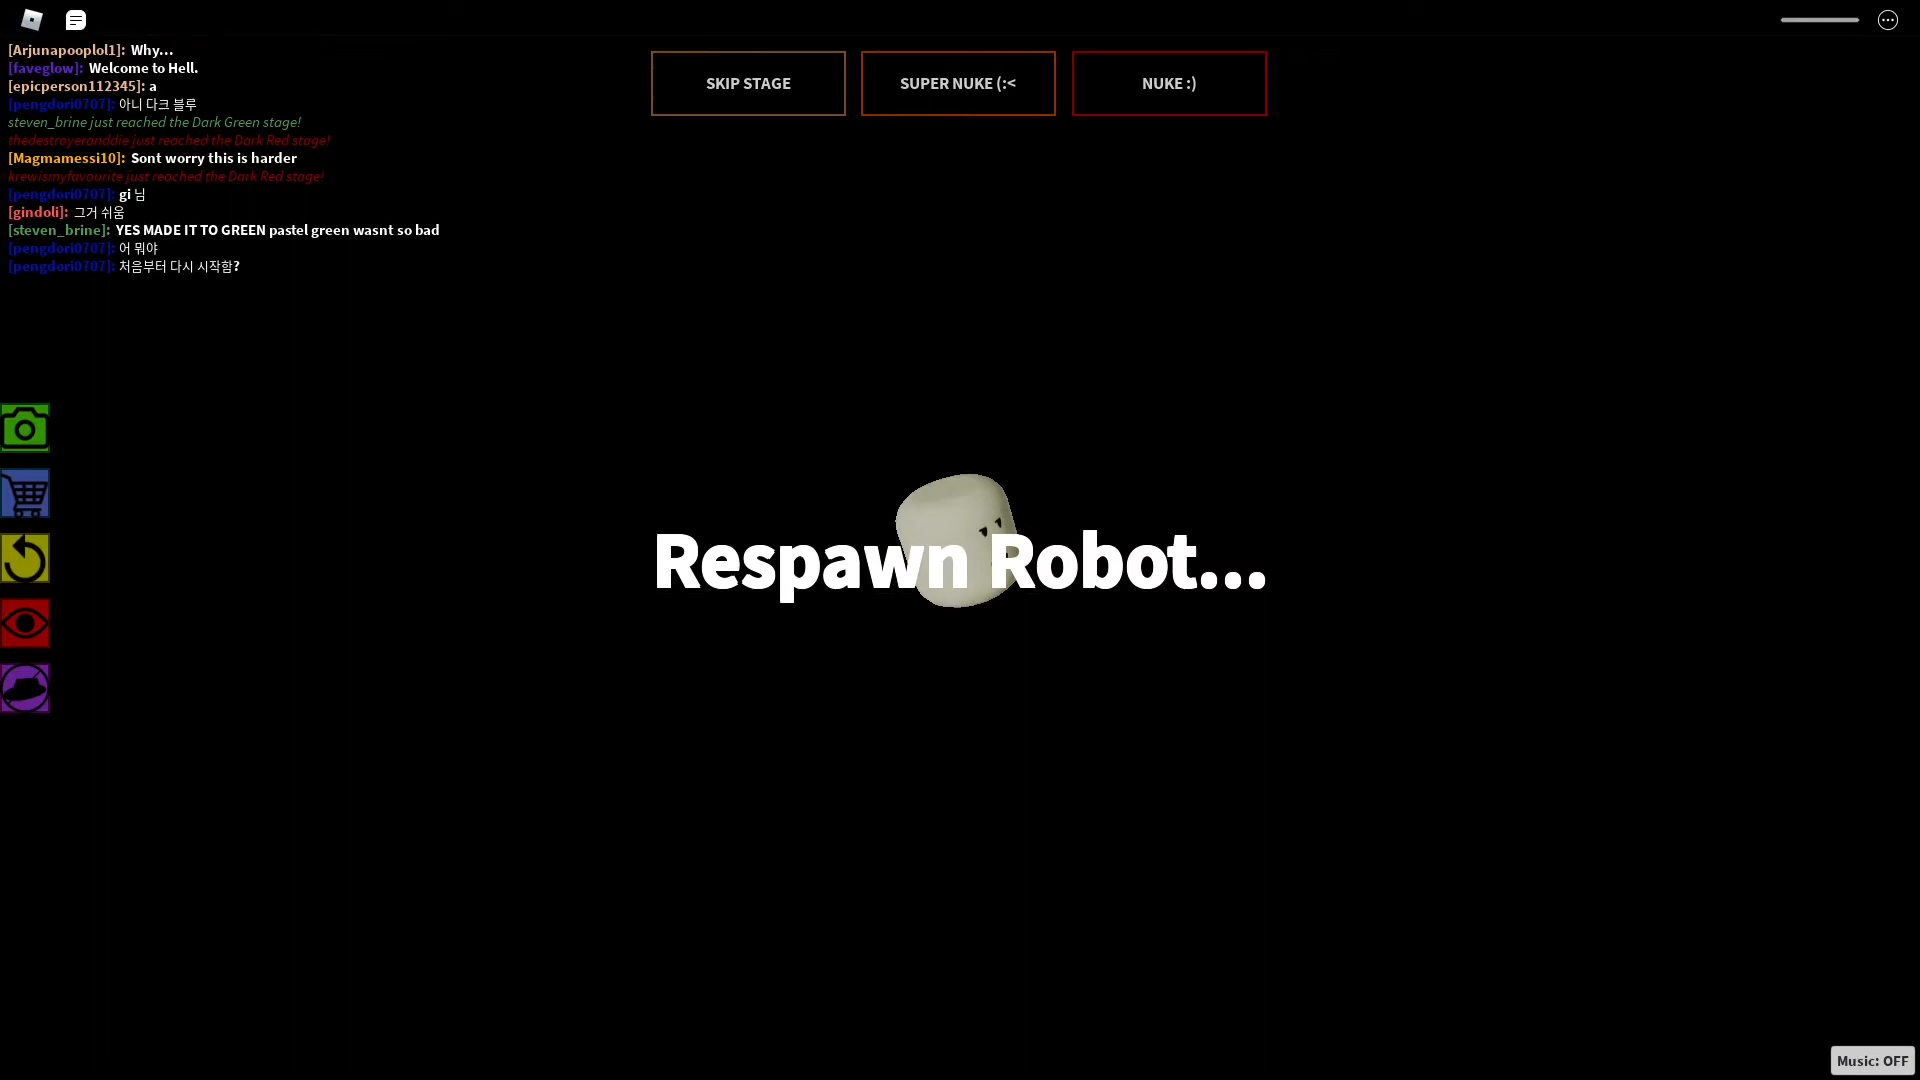 [Arjunapooplol1]: Why...
[faveglow]: Welcome to Hell.
[epicperson112345]: a
[pengdori0707]: 아니 다크 블루
steven_brine just reached the Dark Green stage!
thedestroyeranddie just reached the Dark Red stage!
[Magmamessi10]: Sont worry this is harder
krewismyfavourite just reached the Dark Red stage!
[pengdori0707]: gi 님
[gindoli]: 그거 쉬움
[steven_brine]: YES MADE IT TO GREEN pastel green wasnt so bad
[pengdori0707]: 어 뭐야
[pengdori0707]: 처음부터 다시 시작함?
SKIP STAGE
SUPER NUKE (:<
NUKE :)
Respawn Robot...
Music: OFF